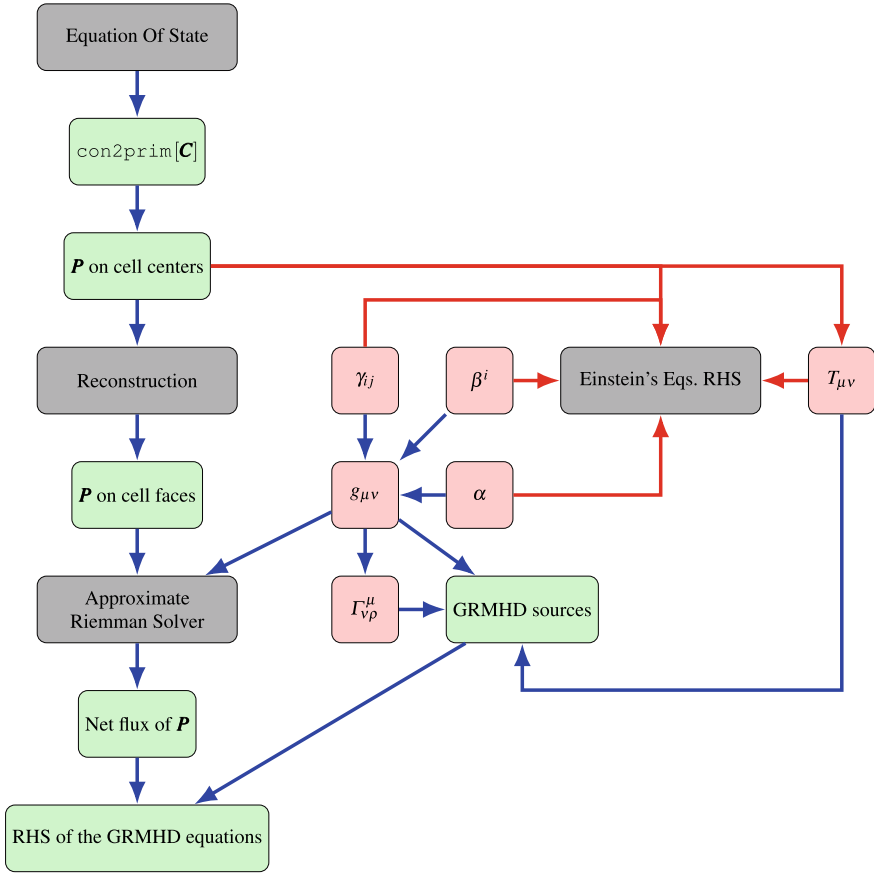 Equation Of State
con2prim[C]
P on cell centers
Reconstruction
γij
βi
Einstein's Eqs. RHS
Tμν
P on cell faces
gμν
α
Approximate
Riemman Solver
Γμνρ
GRMHD sources
Net flux of P
RHS of the GRMHD equations